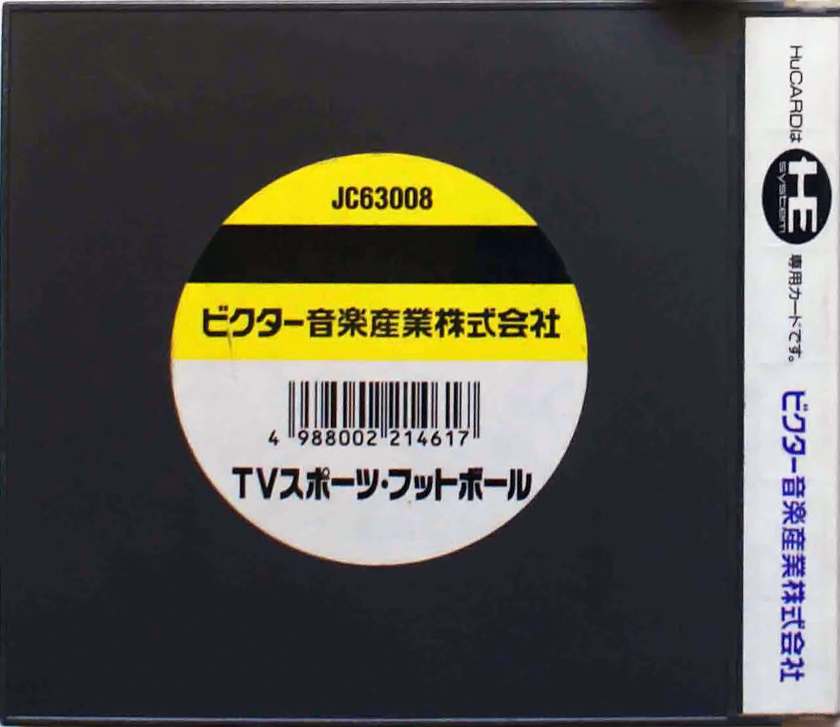 JC63008
ビクター音楽産業株式会社
4 988002 214617
TVスポーツ・フットボール
HuCARDは HE system 専用カードです。 ビクター音楽産業株式会社